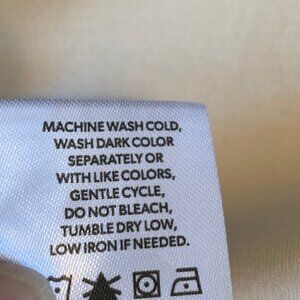 MACHINE WASH COLD,
WASH DARK COLOR
SEPARATELY OR
WITH LIKE COLORS,
GENTLE CYCLE,
DO NOT BLEACH,
TUMBLE DRY LOW,
LOW IRON IF NEEDED.